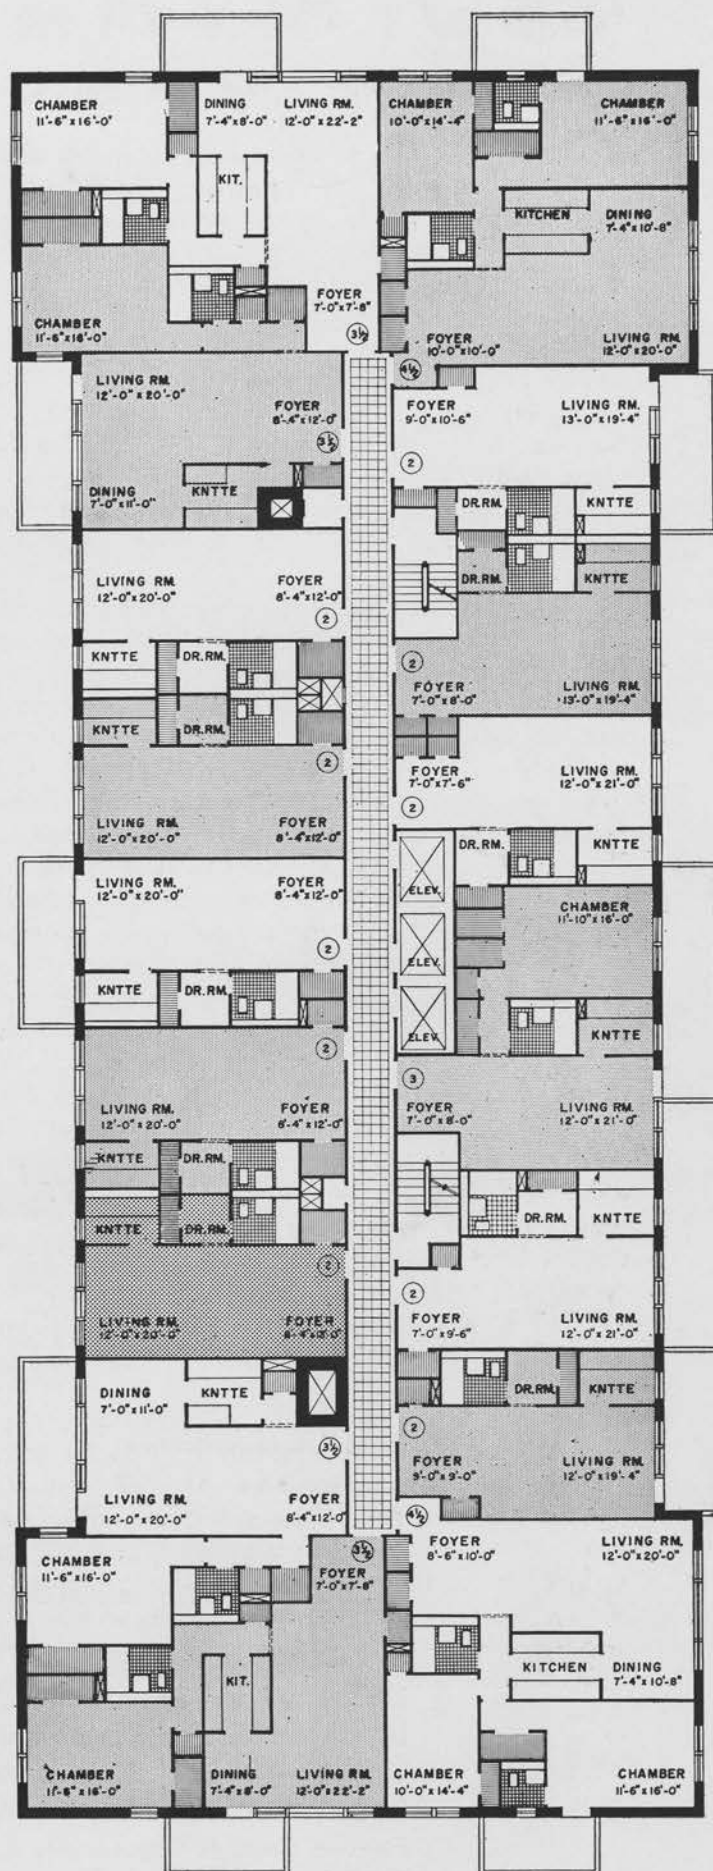 CHAMBER
11'-6" x 16'-0"
DINING
7'-4" x 8'-0"
LIVING RM.
12'-0" x 22'-2"
CHAMBER
10'-0" x 14'-4"
CHAMBER
11'-6" x 16'-0"
KIT.
KITCHEN
DINING
7'-4" x 10'-8"
FOYER
7'-0" x 7'-8"
CHAMBER
11'-6" x 16'-0"
FOYER
10'-0" x 10'-0"
LIVING RM.
12'-0" x 20'-0"
3½
4½
LIVING RM.
12'-0" x 20'-0"
FOYER
8'-4" x 12'-0"
3½
FOYER
9'-0" x 10'-6"
LIVING RM.
13'-0" x 19'-4"
2
DINING
7'-0" x 11'-0"
KNTTE
DR.RM.
KNTTE
LIVING RM.
12'-0" x 20'-0"
FOYER
8'-4" x 12'-0"
2
DR.RM.
KNTTE
KNTTE
DR.RM.
2
FOYER
7'-0" x 8'-0"
LIVING RM.
13'-0" x 19'-4"
KNTTE
DR.RM.
2
FOYER
7'-0" x 7'-6"
LIVING RM.
12'-0" x 21'-0"
2
LIVING RM.
12'-0" x 20'-0"
FOYER
8'-4" x 12'-0"
DR.RM.
KNTTE
LIVING RM.
12'-0" x 20'-0"
FOYER
8'-4" x 12'-0"
2
ELEV.
CHAMBER
11'-10" x 16'-0"
ELEV.
KNTTE
DR.RM.
ELEV.
KNTTE
2
3
LIVING RM.
12'-0" x 20'-0"
FOYER
8'-4" x 12'-0"
FOYER
7'-0" x 8'-0"
LIVING RM.
12'-0" x 21'-0"
KNTTE
DR.RM.
KNTTE
DR.RM.
DR.RM.
KNTTE
2
2
LIVING RM.
12'-0" x 20'-0"
FOYER
8'-4" x 12'-0"
FOYER
7'-0" x 9'-6"
LIVING RM.
12'-0" x 21'-0"
DINING
7'-0" x 11'-0"
KNTTE
DR.RM.
KNTTE
3½
2
FOYER
9'-0" x 9'-0"
LIVING RM.
12'-0" x 19'-4"
LIVING RM.
12'-0" x 20'-0"
FOYER
8'-4" x 12'-0"
4½
3½
CHAMBER
11'-6" x 16'-0"
FOYER
7'-0" x 7'-8"
FOYER
8'-6" x 10'-0"
LIVING RM.
12'-0" x 20'-0"
KIT.
KITCHEN
DINING
7'-4" x 10'-8"
CHAMBER
11'-6" x 16'-0"
DINING
7'-4" x 8'-0"
LIVING RM.
12'-0" x 22'-2"
CHAMBER
10'-0" x 14'-4"
CHAMBER
11'-6" x 16'-0"